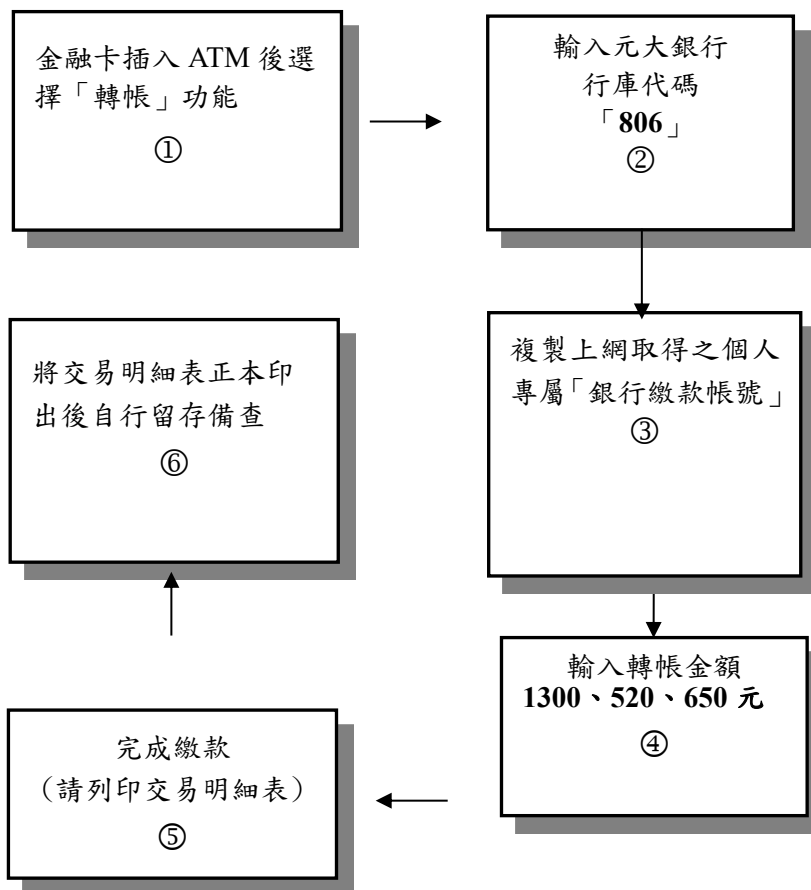 金融卡插入 ATM 後選
擇「轉帳」功能
①
輸入元大銀行
行庫代碼
「806」
②
複製上網取得之個人
專屬「銀行繳款帳號」
③
輸入轉帳金額
1300、520、650 元
④
完成繳款
（請列印交易明細表）
⑤
將交易明細表正本印
出後自行留存備查
⑥